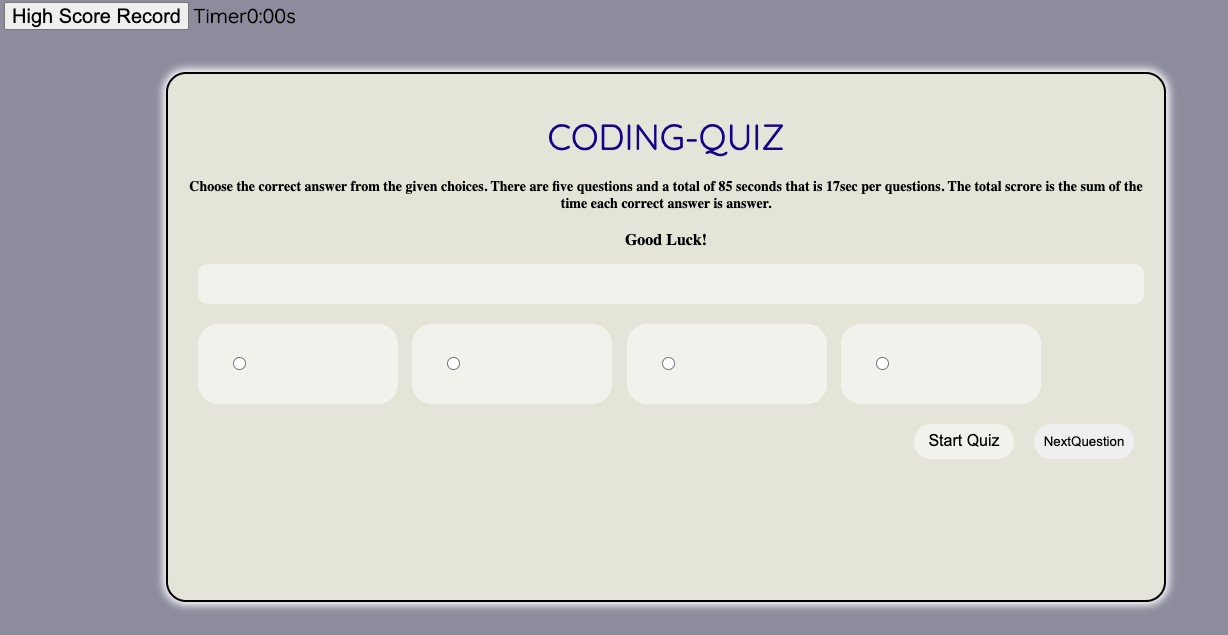 High Score Record Timer0:00s
CODING-QUIZ
Choose the correct answer from the given choices. There are five questions and a total of 85 seconds that is 17sec per questions. The total scrore is the sum of the
time each correct answer is answer.
Good Luck!
Start Quiz NextQuestion